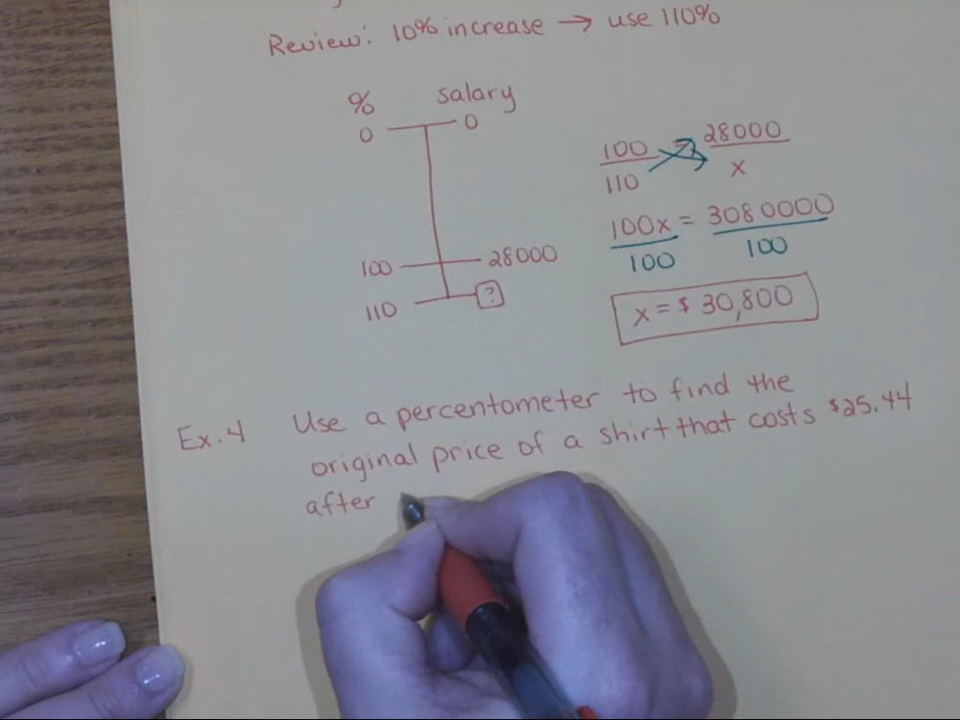 Review: 10% increase → use 110%
% salary
0 0
100 28000
110 ?
100 = 28000
110 x
100x = 3080000
100 100
x = $ 30,800
Ex. 4 Use a percentometer to find the
original price of a shirt that costs $25.44
after